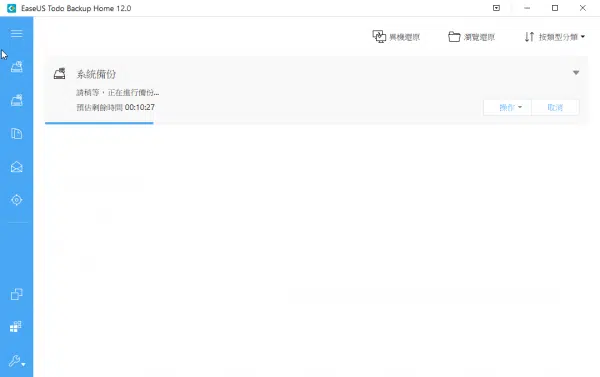 EaseUS Todo Backup Home 12.0
異機還原 瀏覽還原 按類型分類
系統備份
請稍等，正在進行備份...
預估剩餘時間 00:10:27
操作 取消